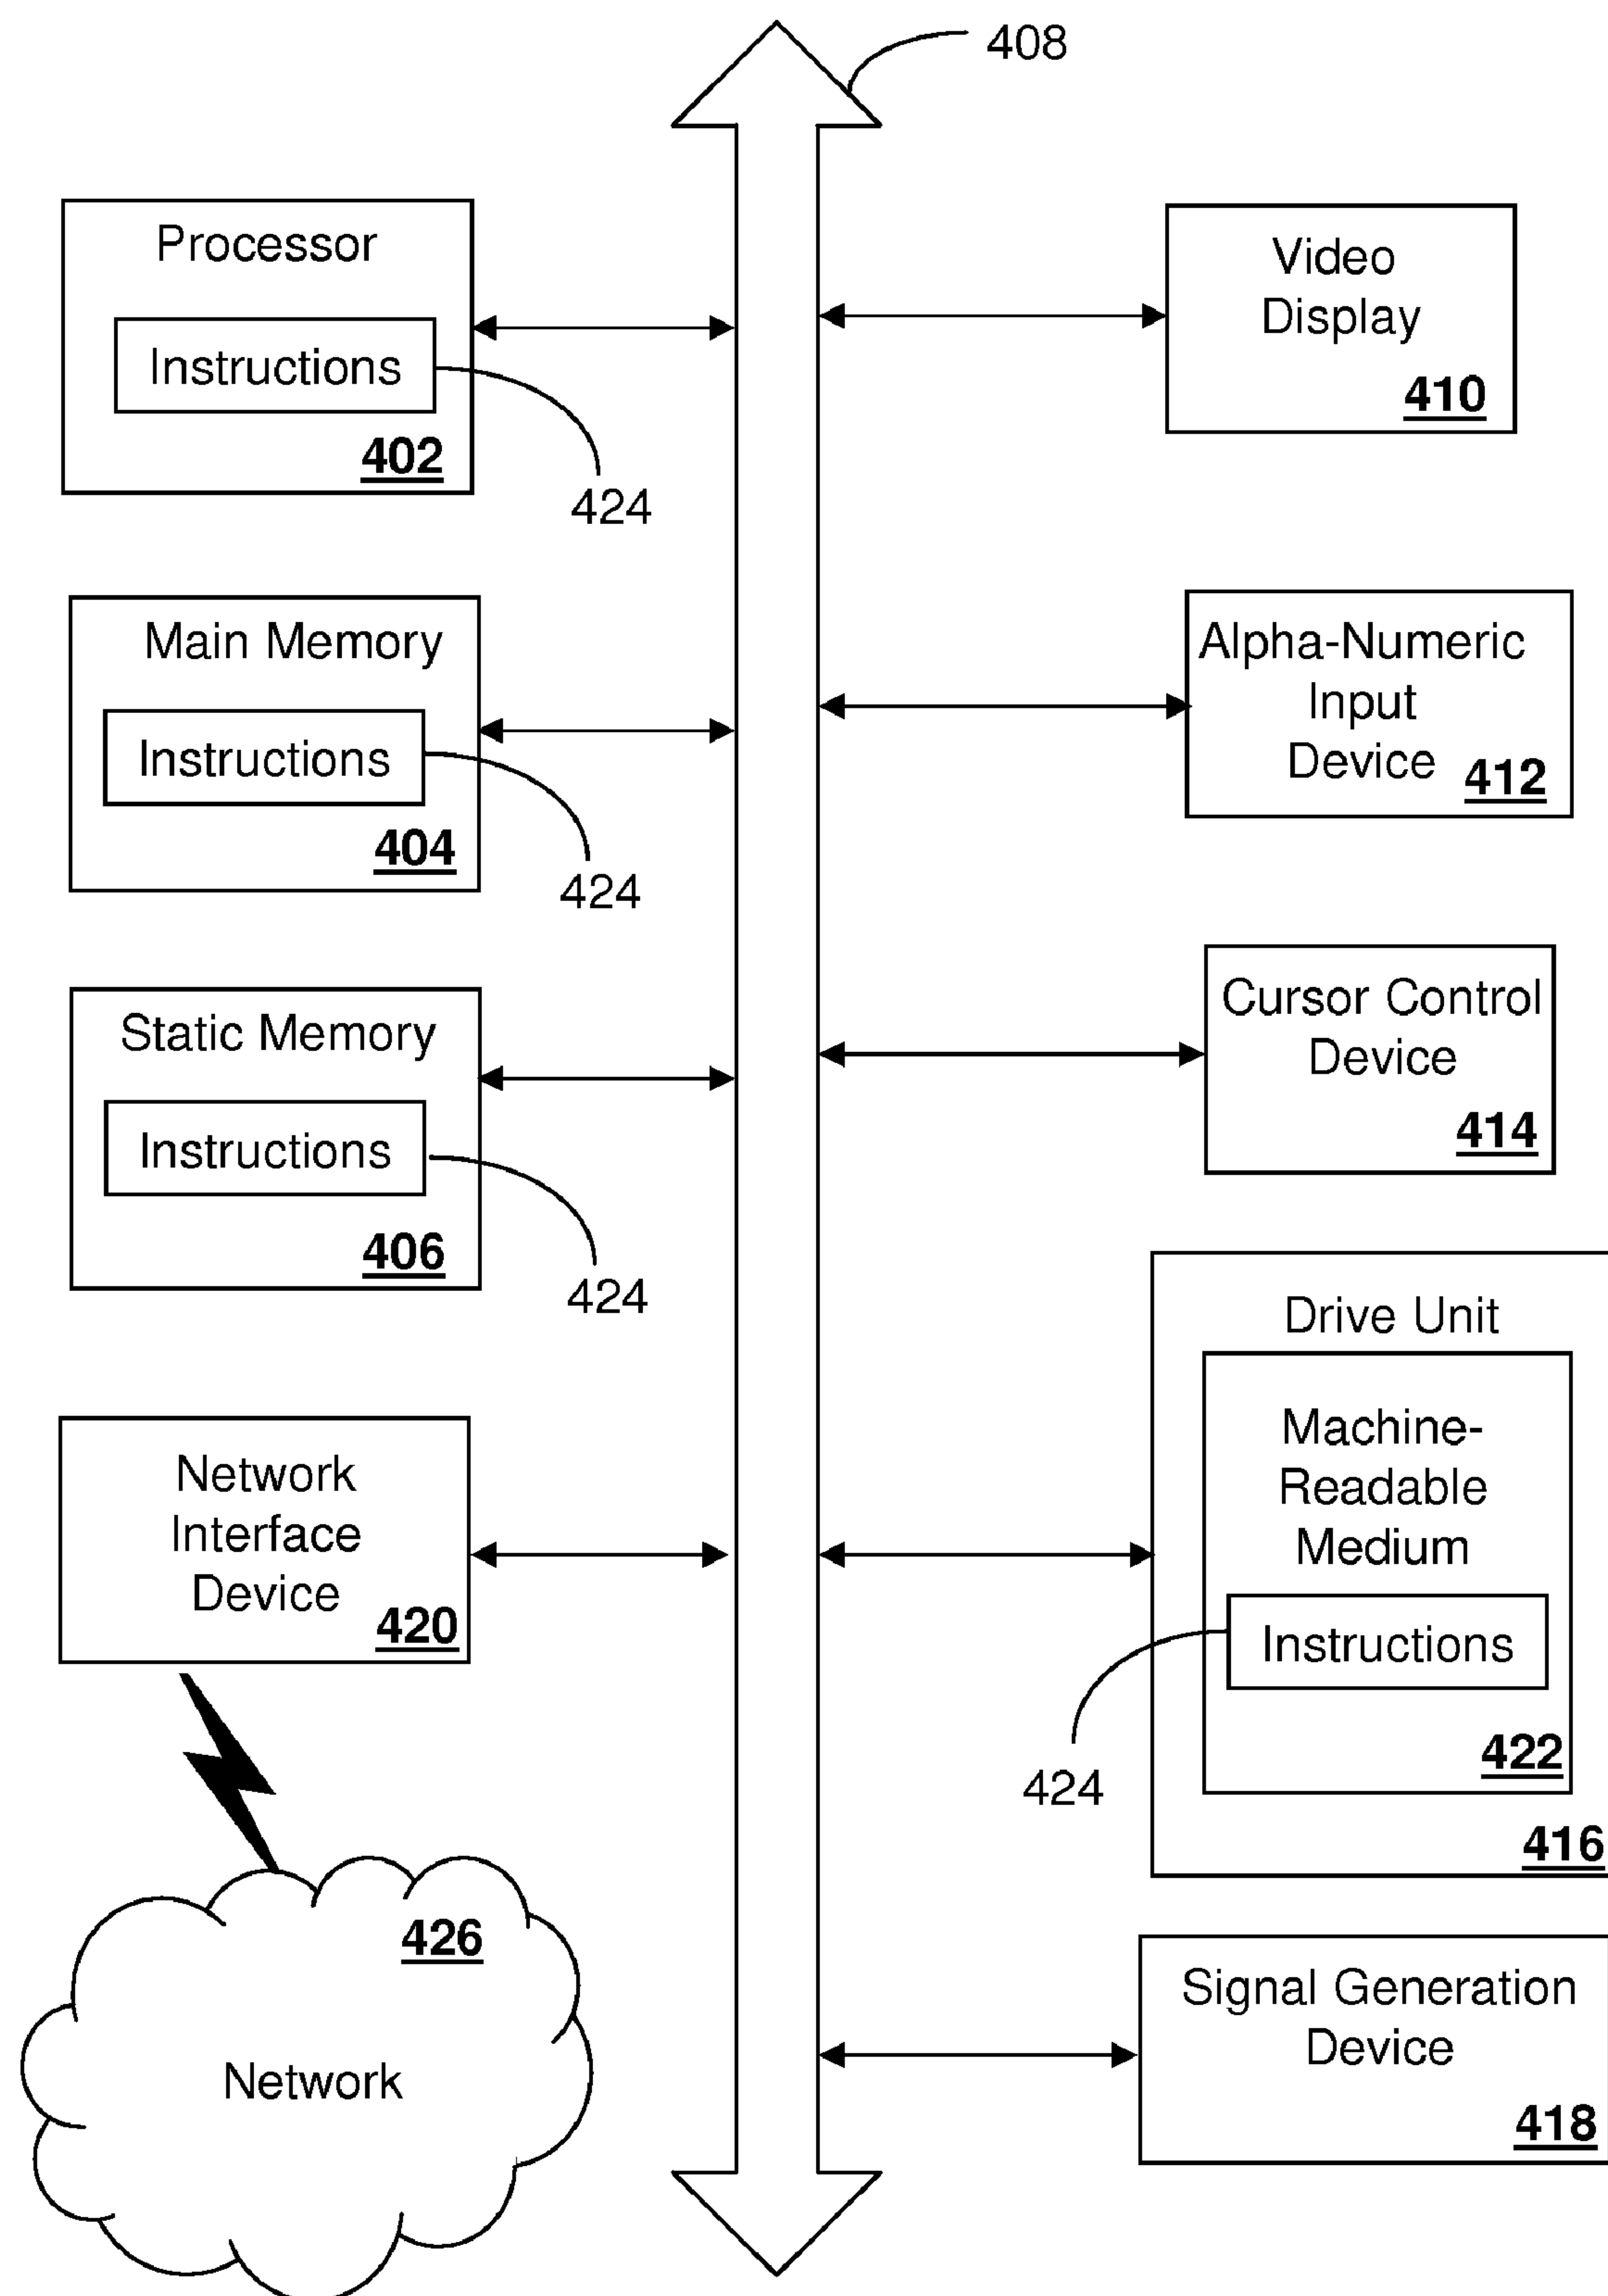 408
Processor
Instructions
402
424
Main Memory
Instructions
404
424
Static Memory
Instructions
406
424
Network
Interface
Device
420
426
Network
Video
Display
410
Alpha-Numeric
Input
Device
412
Cursor Control
Device
414
Drive Unit
Machine-
Readable
Medium
Instructions
422
424
416
Signal Generation
Device
418